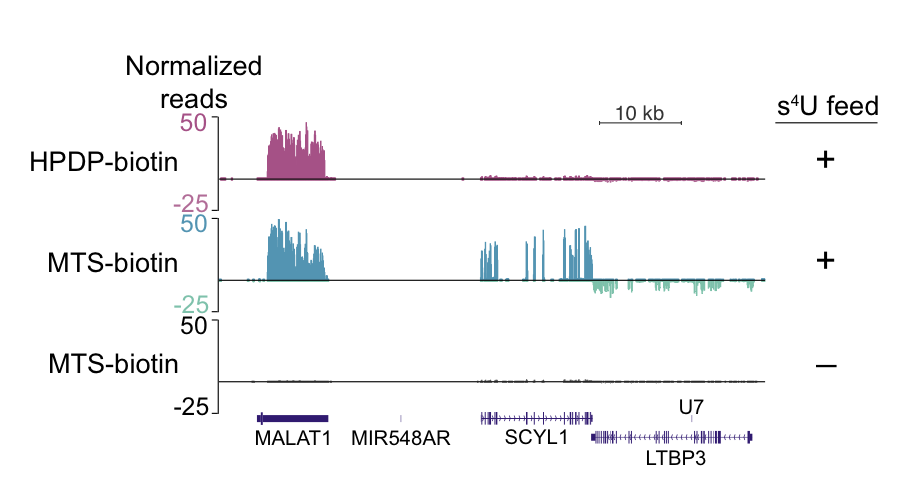 Normalized
reads
10 kb
s⁴U feed
50
HPDP-biotin
+
-25
50
MTS-biotin
+
-25
50
MTS-biotin
–
-25
U7
MALAT1 MIR548AR SCYL1
LTBP3